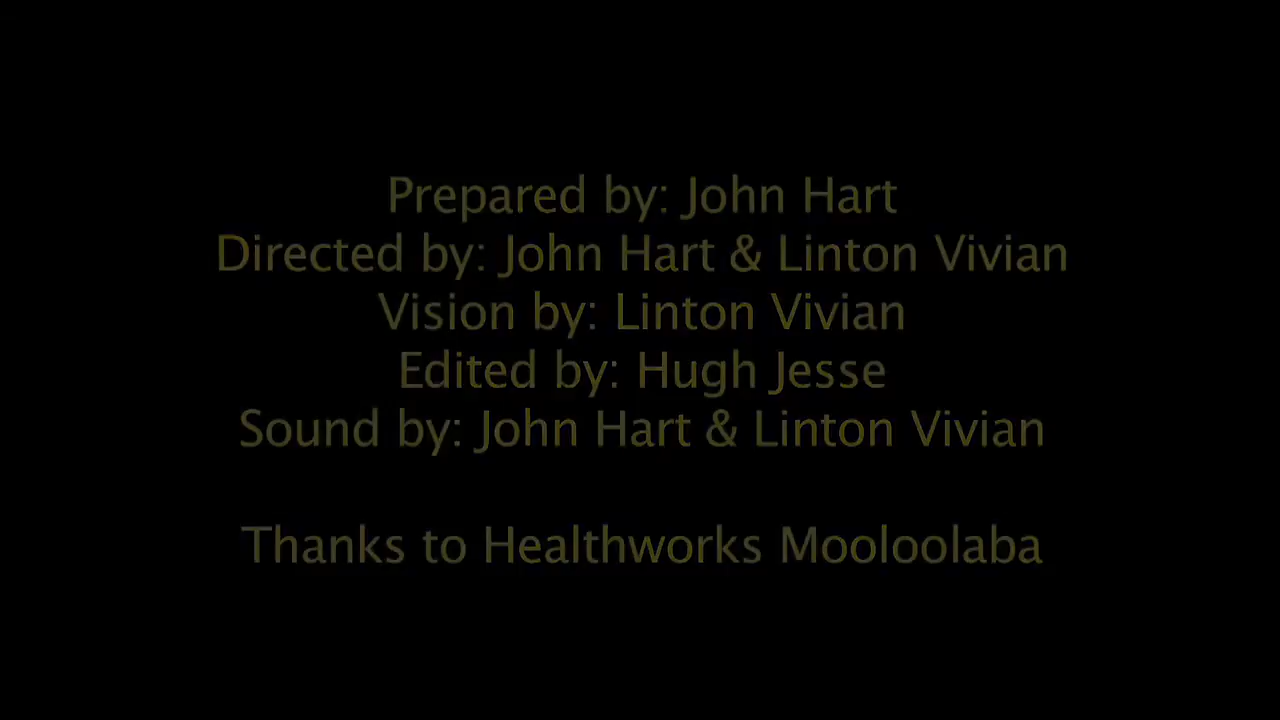 Prepared by: John Hart
Directed by: John Hart & Linton Vivian
Vision by: Linton Vivian
Edited by: Hugh Jesse
Sound by: John Hart & Linton Vivian
Thanks to Healthworks Mooloolaba